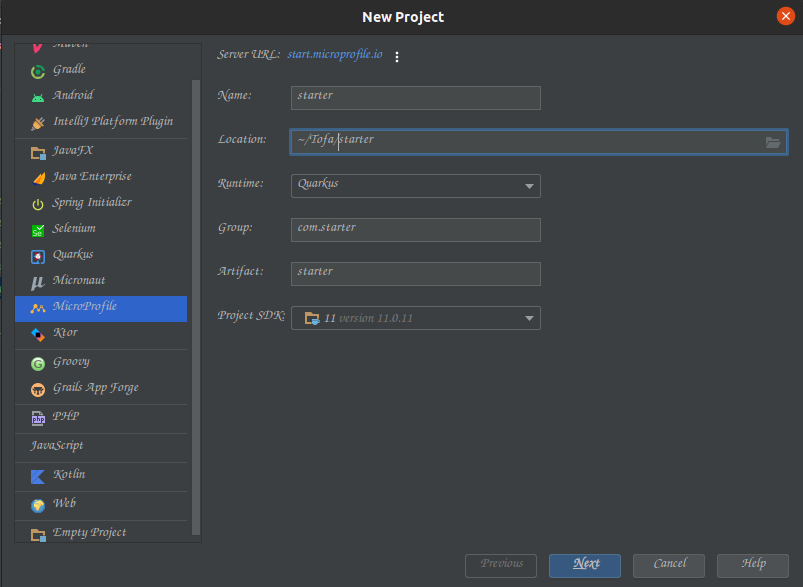 New Project
Maven
Gradle
Android
IntelliJ Platform Plugin
JavaFX
Java Enterprise
Spring Initializr
Selenium
Quarkus
Micronaut
MicroProfile
Ktor
Groovy
Grails App Forge
PHP
JavaScript
Kotlin
Web
Empty Project
Server URL: start.microprofile.io
Name: starter
Location: ~/Tofa/starter
Runtime: Quarkus
Group: com.starter
Artifact: starter
Project SDK: 11 version 11.0.11
Previous Next Cancel Help